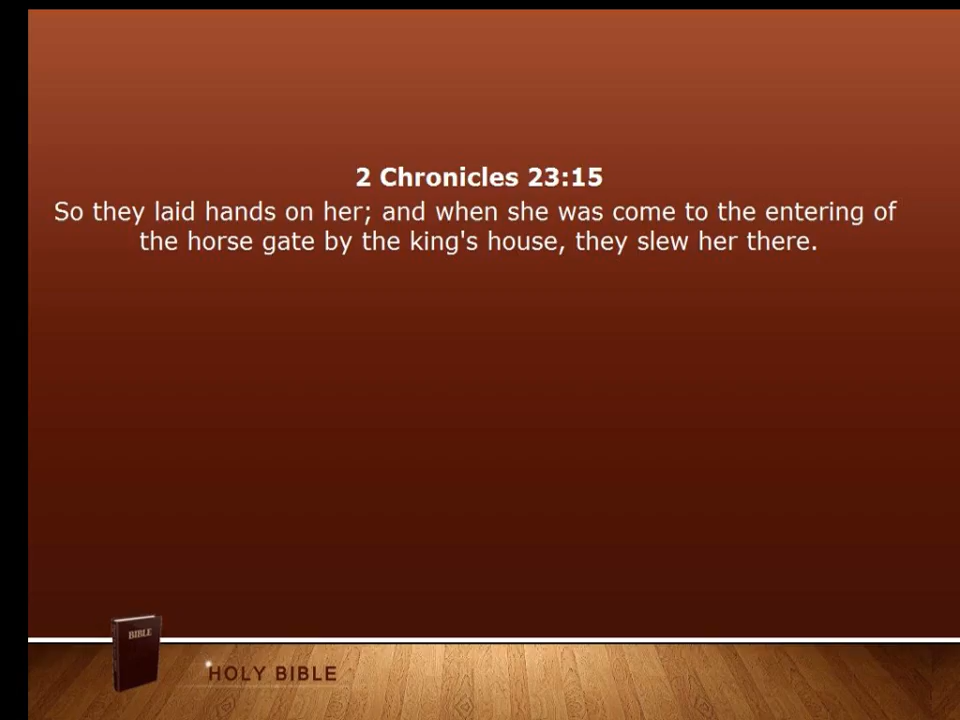 2 Chronicles 23:15
So they laid hands on her; and when she was come to the entering of
the horse gate by the king's house, they slew her there.
BIBLE
HOLY BIBLE